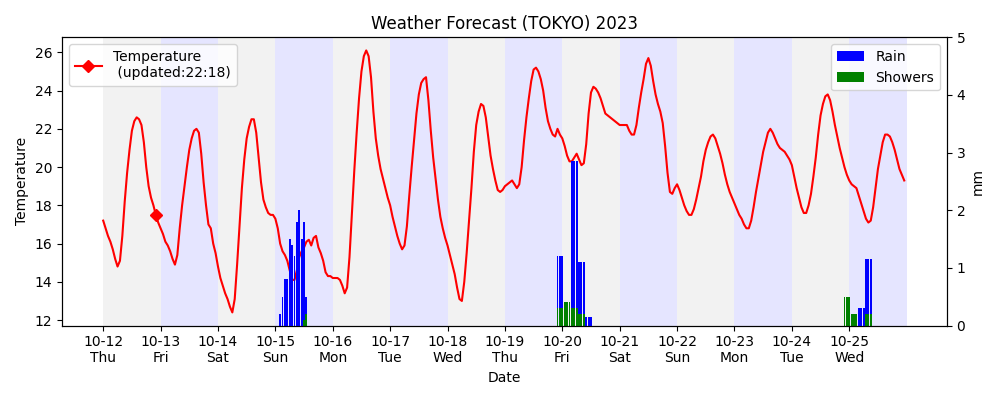 Weather Forecast (TOKYO) 2023
Temperature
(updated:22:18)
Rain
Showers
26
24
22
20
18
16
14
12
Temperature
5
4
3
2
1
0
mm
10-12 10-13 10-14 10-15 10-16 10-17 10-18 10-19 10-20 10-21 10-22 10-23 10-24 10-25
Thu Fri Sat Sun Mon Tue Wed Thu Fri Sat Sun Mon Tue Wed
Date